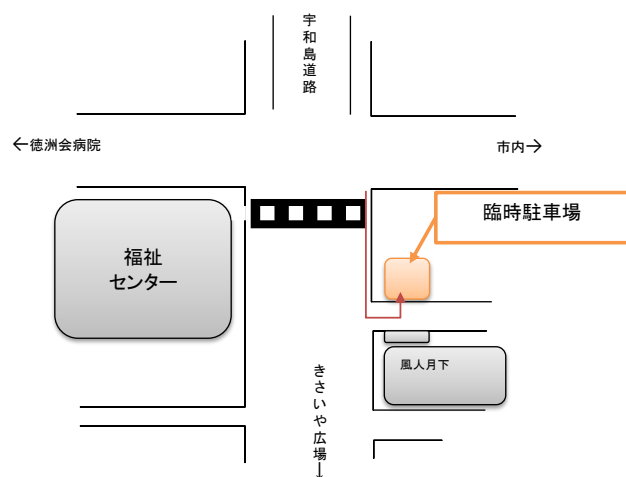 宇和島道路
←徳洲会病院
市内→
臨時駐車場
福祉
センター
風人月下
きさいや広場→